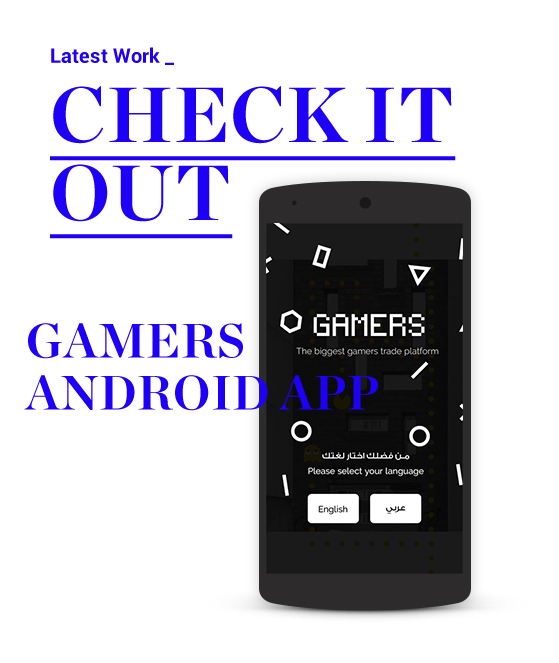 Latest Work _
CHECK IT
OUT
GAMERS
ANDROID APP
GAMERS
The biggest gamers trade platform
من فضلك اختار لغتك
Please select your language
English
عربي